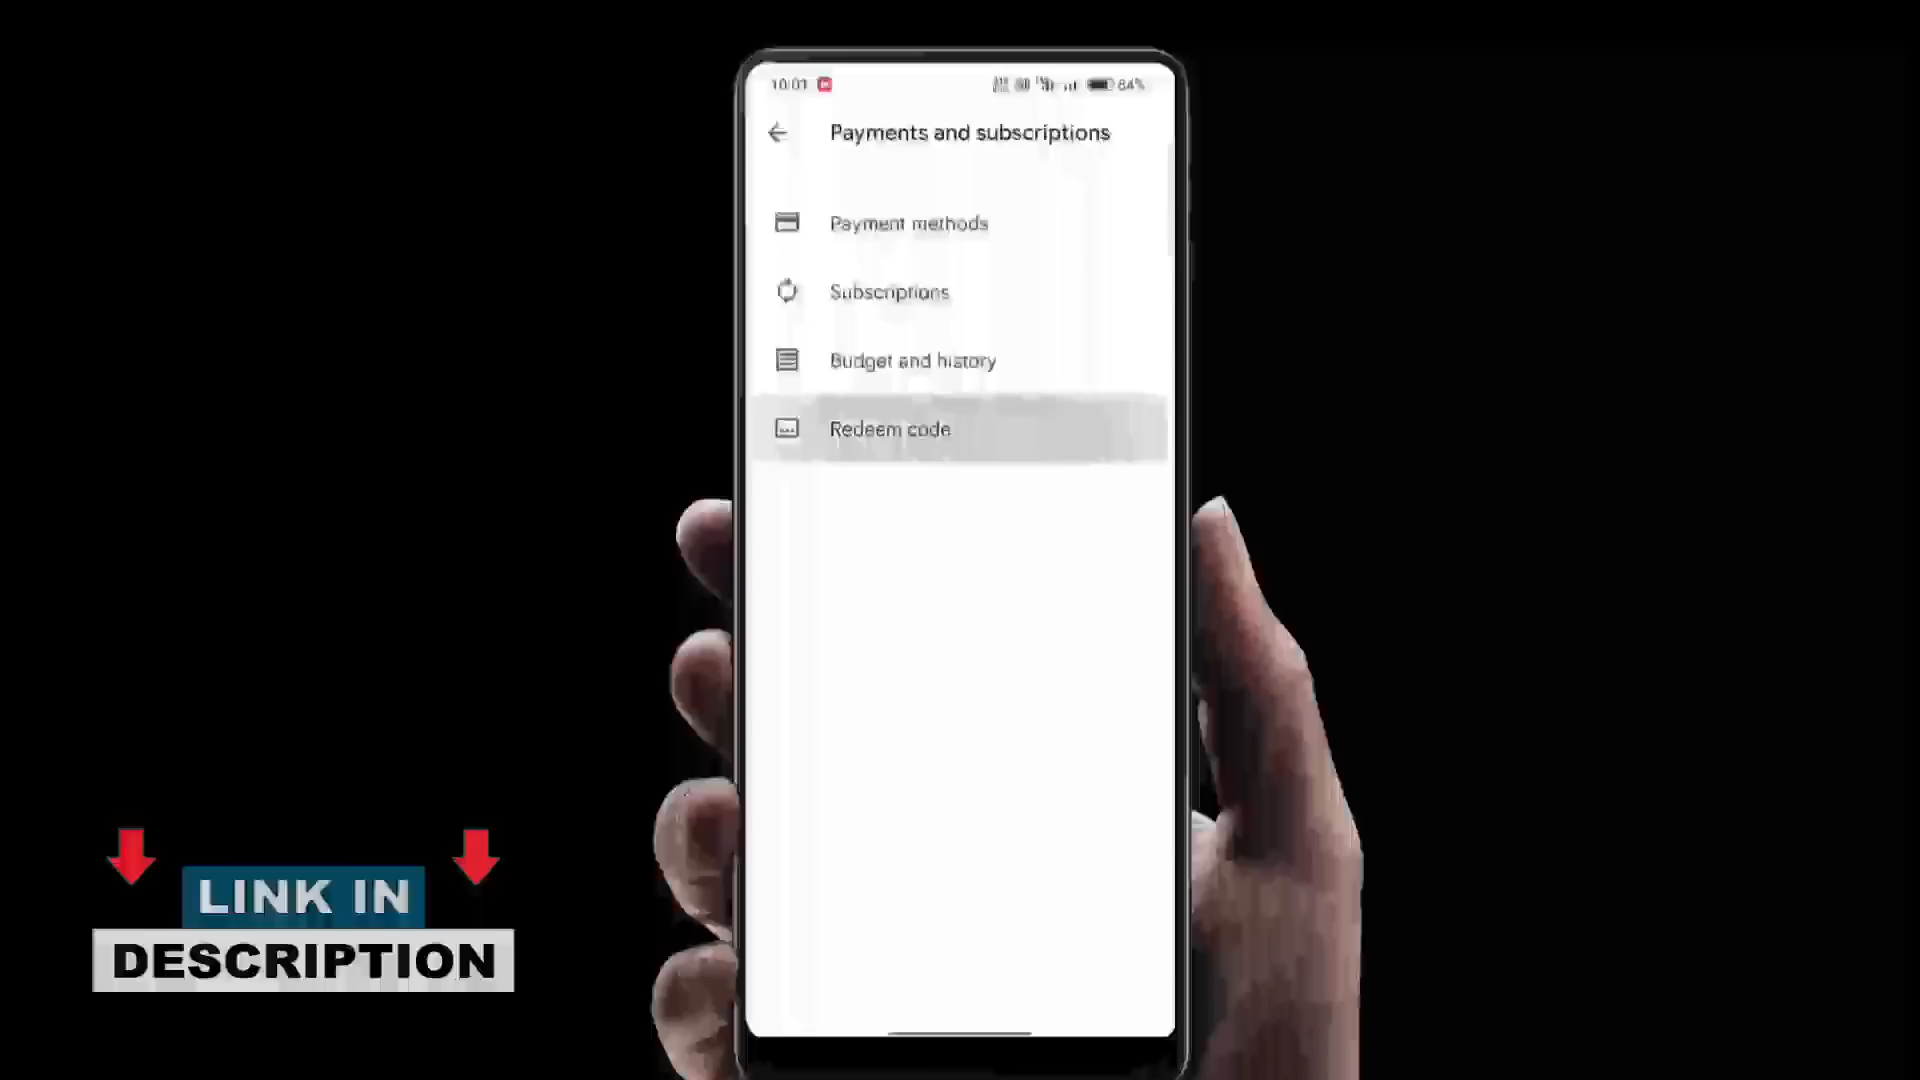 10:01
84%
Payments and subscriptions
Payment methods
Subscriptions
Budget and history
Redeem code
LINK IN
DESCRIPTION